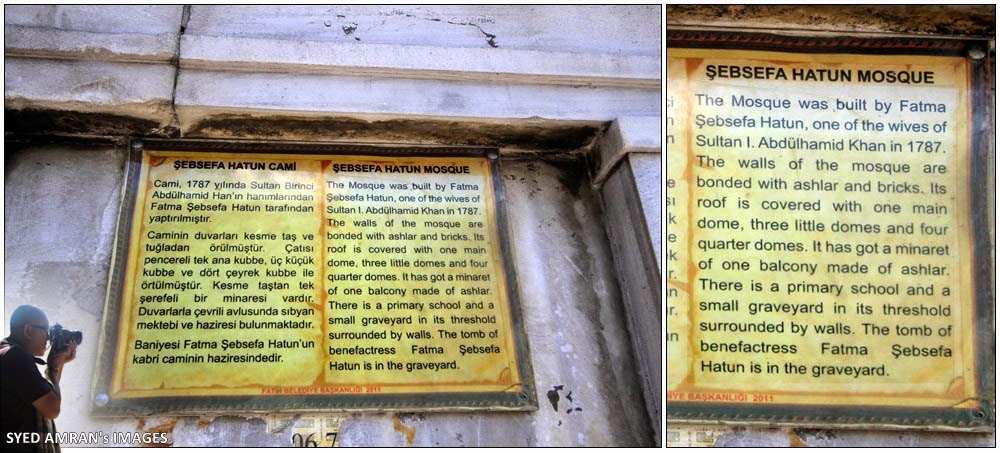 ŞEBSEFA HATUN CAMİ
Cami, 1787 yılında Sultan Birinci
Abdülhamid Han'ın hanımlarından
Fatma Şebsefa Hatun tarafından
yaptırılmıştır.
Caminin duvarları kesme taş ve
tuğladan örülmüştür. Çatısı
pencereli tek ana kubbe, üç küçük
kubbe ve dört çeyrek kubbe ile
örtülmüştür. Kesme taştan tek
şerefeli bir minaresi vardır.
Duvarlarla çevrili avlusunda sıbyan
mektebi ve haziresi bulunmaktadır.
Baniyesi Fatma Şebsefa Hatun'un
kabri caminin haziresindedir.
ŞEBSEFA HATUN MOSQUE
The Mosque was built by Fatma
Şebsefa Hatun, one of the wives of
Sultan I. Abdülhamid Khan in 1787.
The walls of the mosque are
bonded with ashlar and bricks. Its
roof is covered with one main
dome, three little domes and four
quarter domes. It has got a minaret
of one balcony made of ashlar.
There is a primary school and a
small graveyard in its threshold
surrounded by walls. The tomb of
benefactress Fatma Şebsefa
Hatun is in the graveyard.
FATİH BELEDİYE BAŞKANLIĞI 2011
SYED AMRAN's IMAGES
ŞEBSEFA HATUN MOSQUE
The Mosque was built by Fatma
Şebsefa Hatun, one of the wives of
Sultan I. Abdülhamid Khan in 1787.
The walls of the mosque are
bonded with ashlar and bricks. Its
roof is covered with one main
dome, three little domes and four
quarter domes. It has got a minaret
of one balcony made of ashlar.
There is a primary school and a
small graveyard in its threshold
surrounded by walls. The tomb of
benefactress Fatma Şebsefa
Hatun is in the graveyard.
BAŞKANLIĞI 2011